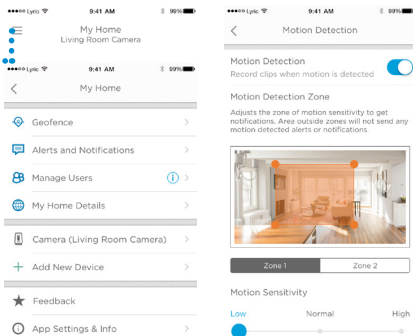 Lyric
9:41 AM
99%
My Home
Living Room Camera
Lyric
9:41 AM
99%
My Home
Geofence
Alerts and Notifications
Manage Users
My Home Details
Camera (Living Room Camera)
Add New Device
Feedback
App Settings & Info
Lyric
9:41 AM
99%
Motion Detection
Motion Detection
Record clips when motion is detected
Motion Detection Zone
Adjusts the zone of motion sensitivity to get
notifications. Area outside zones will not send any
motion detected alerts or notifications.
Zone 1
Zone 2
Motion Sensitivity
Low
Normal
High